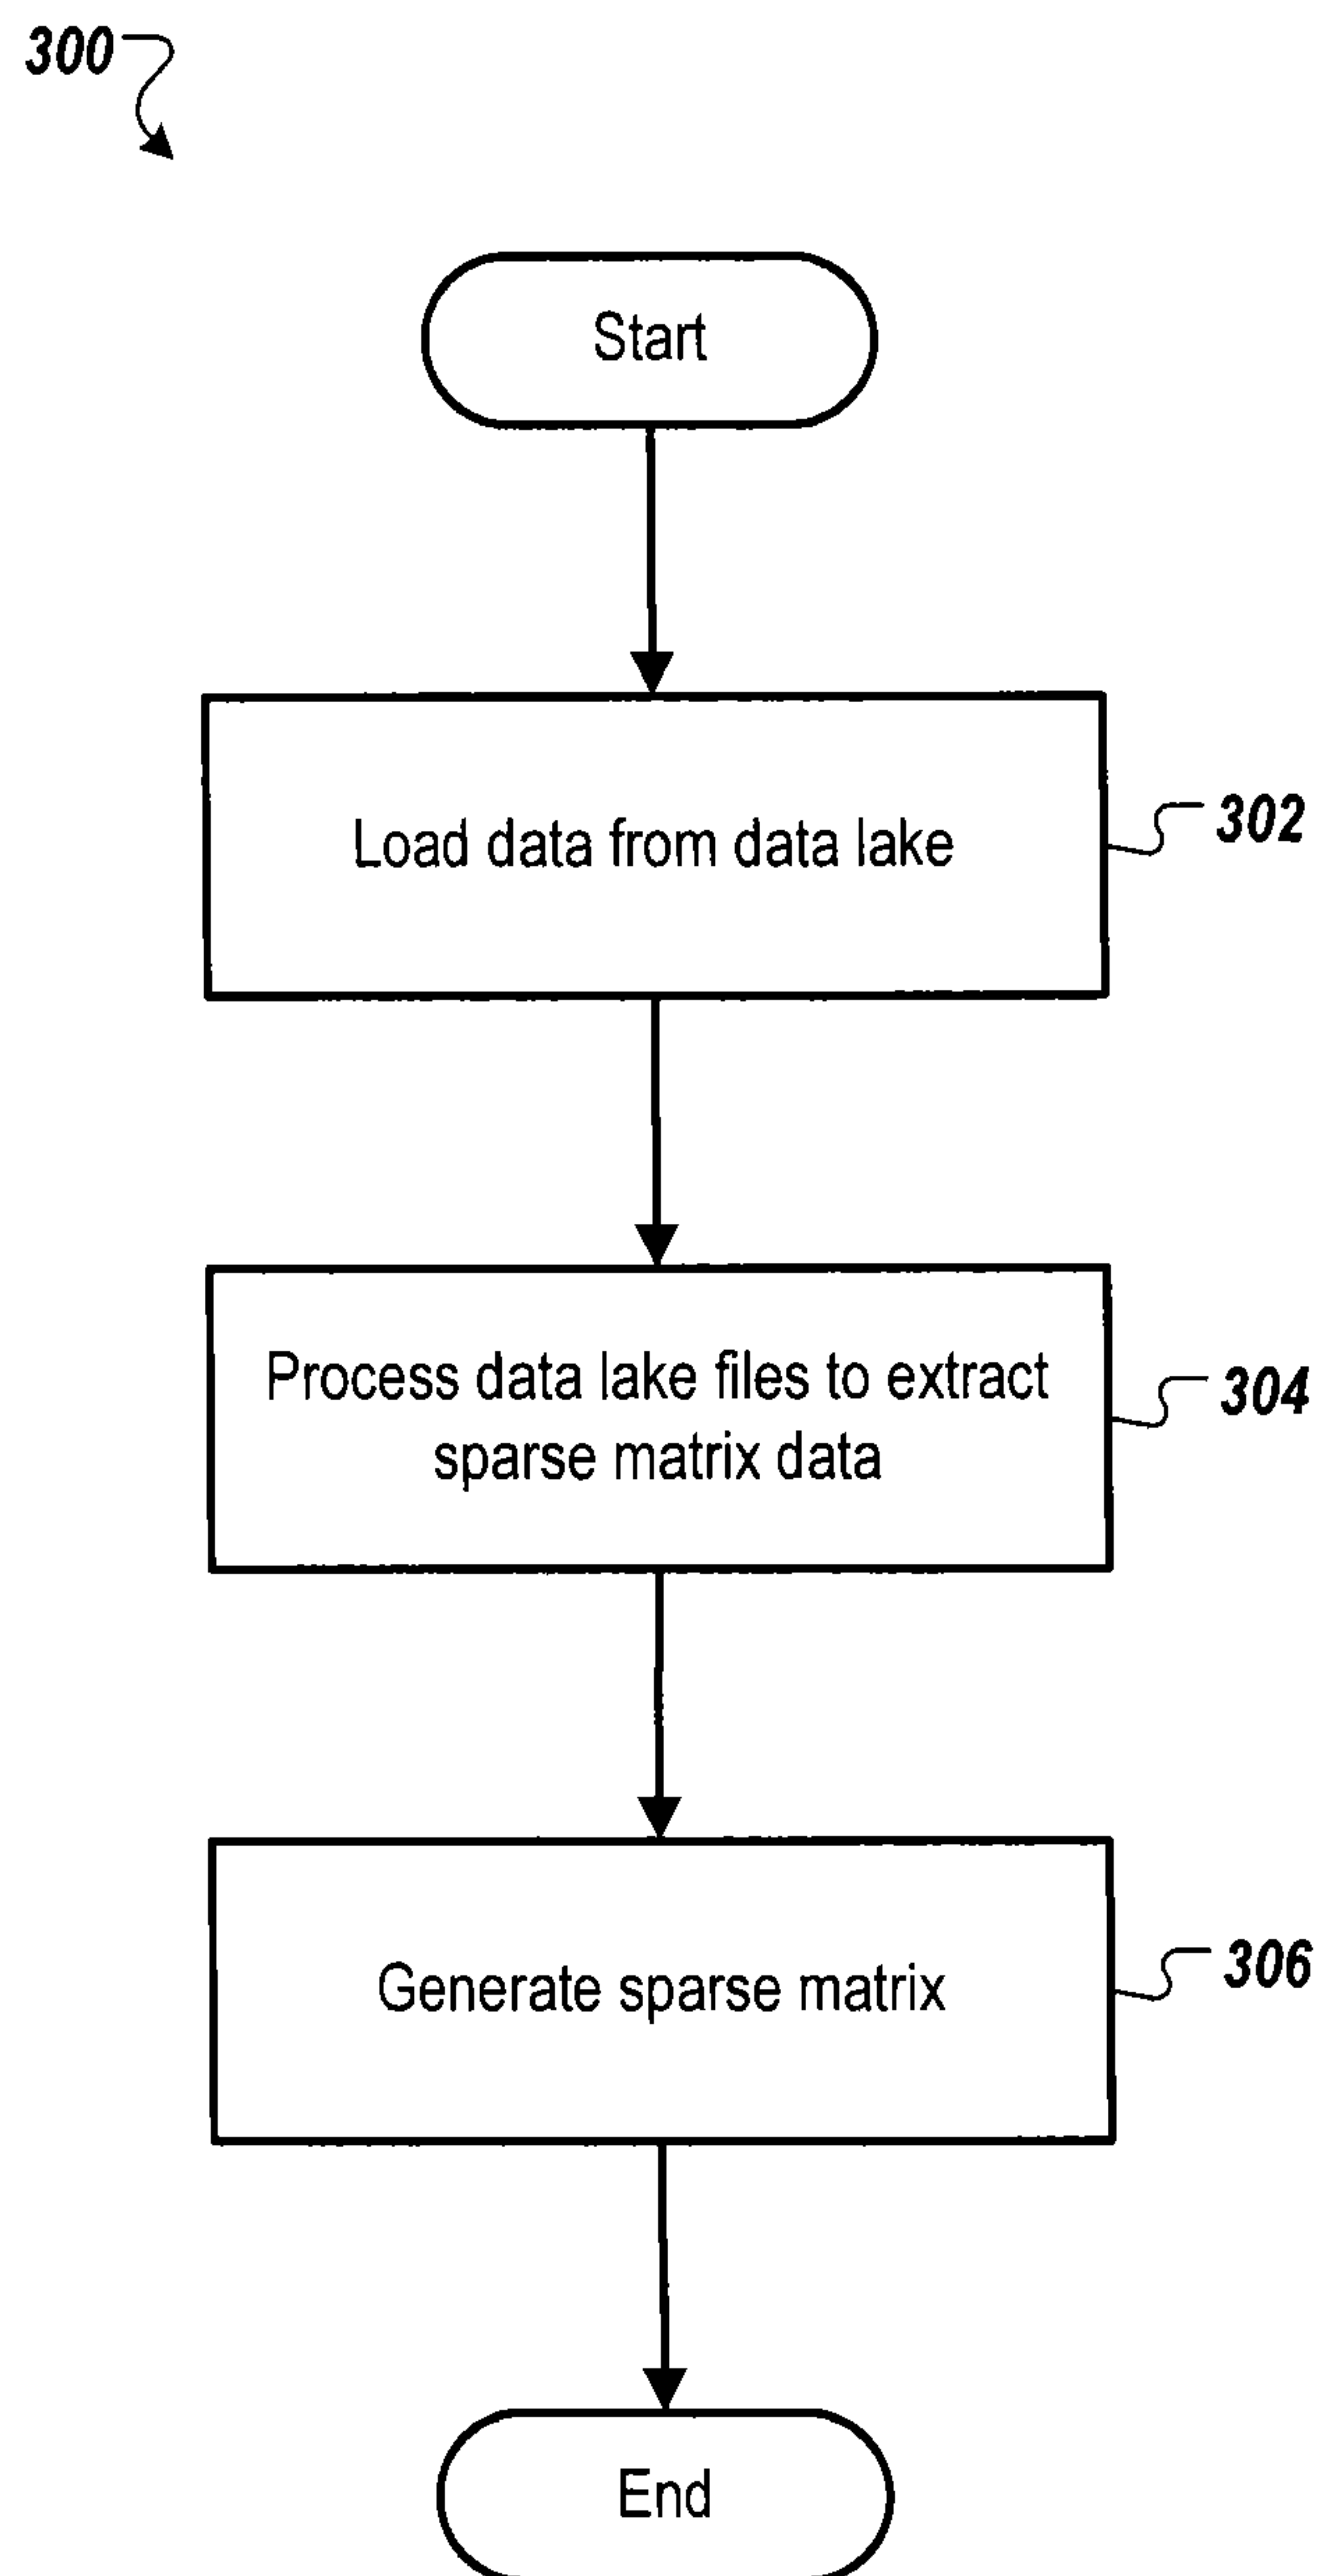 300
Start
Load data from data lake
302
Process data lake files to extract
sparse matrix data
304
Generate sparse matrix
306
End